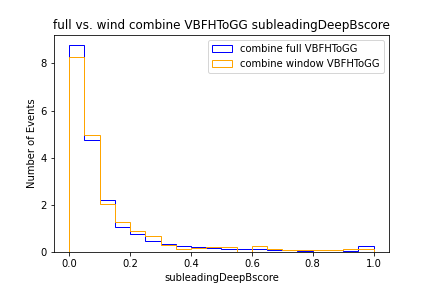 full vs. wind combine VBFHToGG subleadingDeepBscore
combine full VBFHToGG
combine window VBFHToGG
Number of Events
8
6
4
2
0
0.0 0.2 0.4 0.6 0.8 1.0
subleadingDeepBscore